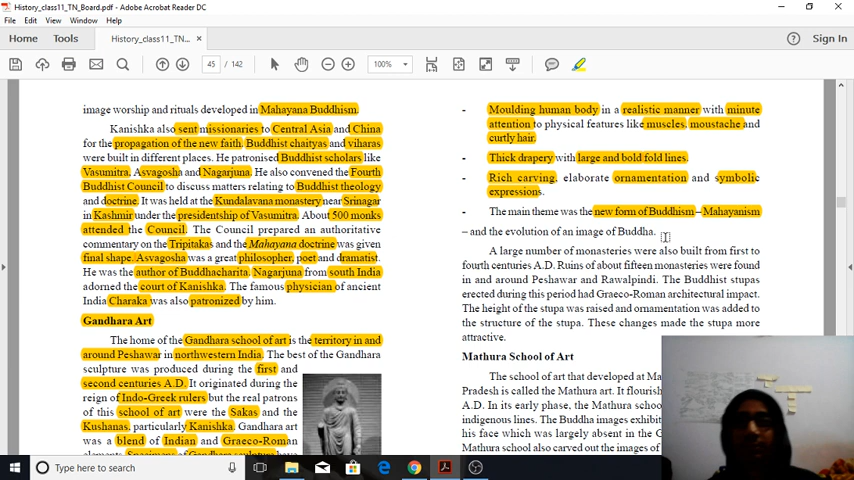 History_class11_TN_Board.pdf - Adobe Acrobat Reader DC
File Edit View Window Help
Home Tools History_class11_TN... × Sign In
45 / 142 100%
image worship and rituals developed in Mahayana Buddhism.
Kanishka also sent missionaries to Central Asia and China
for the propagation of the new faith. Buddhist chaityas and viharas
were built in different places. He patronised Buddhist scholars like
Vasumitra, Asvagosha and Nagarjuna. He also convened the Fourth
Buddhist Council to discuss matters relating to Buddhist theology
and doctrine. It was held at the Kundalavana monastery near Srinagar
in Kashmir under the presidentship of Vasumitra. About 500 monks
attended the Council. The Council prepared an authoritative
commentary on the Tripitakas and the Mahayana doctrine was given
final shape. Asvagosha was a great philosopher, poet and dramatist.
He was the author of Buddhacharita. Nagarjuna from south India
adorned the court of Kanishka. The famous physician of ancient
India Charaka was also patronized by him.
Gandhara Art
The home of the Gandhara school of art is the territory in and
around Peshawar in northwestern India. The best of the Gandhara
sculpture was produced during the first and
second centuries A.D. It originated during the
reign of Indo-Greek rulers but the real patrons
of this school of art were the Sakas and the
Kushanas, particularly Kanishka. Gandhara art
was a blend of Indian and Graeco-Roman
elements. Specimens of Gandhara sculpture have
- Moulding human body in a realistic manner with minute
attention to physical features like muscles, moustache and
curtly hair.
- Thick drapery with large and bold fold lines.
- Rich carving, elaborate ornamentation and symbolic
expressions.
- The main theme was the new form of Buddhism – Mahayanism
– and the evolution of an image of Buddha.
A large number of monasteries were also built from first to
fourth centuries A.D. Ruins of about fifteen monasteries were found
in and around Peshawar and Rawalpindi. The Buddhist stupas
erected during this period had Graeco-Roman architectural impact.
The height of the stupa was raised and ornamentation was added to
the structure of the stupa. These changes made the stupa more
attractive.
Mathura School of Art
The school of art that developed at Ma
Pradesh is called the Mathura art. It flourish
A.D. In its early phase, the Mathura schoo
indigenous lines. The Buddha images exhibit
his face which was largely absent in the G
Mathura school also carved out the images of
Type here to search